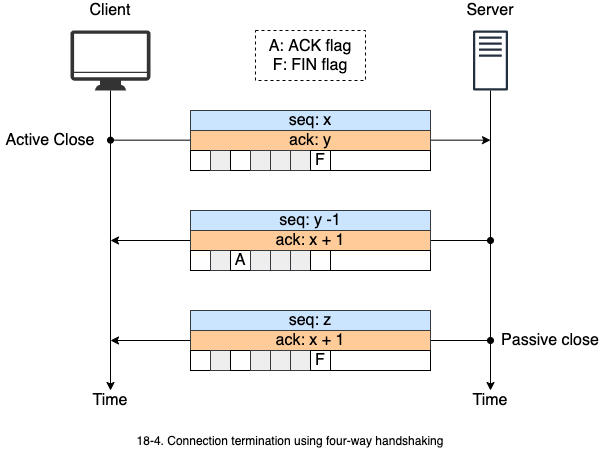 Client
Server
A: ACK flag
F: FIN flag
seq: x
Active Close
ack: y
F
seq: y -1
ack: x + 1
A
seq: z
ack: x + 1
Passive close
F
Time
Time
18-4. Connection termination using four-way handshaking